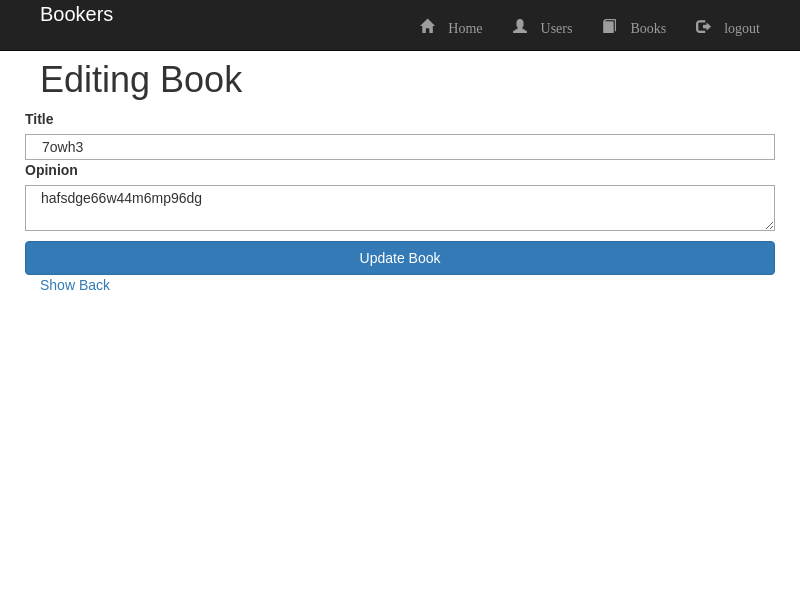 Bookers
Home Users Books logout
Editing Book
Title
7owh3
Opinion
hafsdge66w44m6mp96dg
Update Book
Show Back